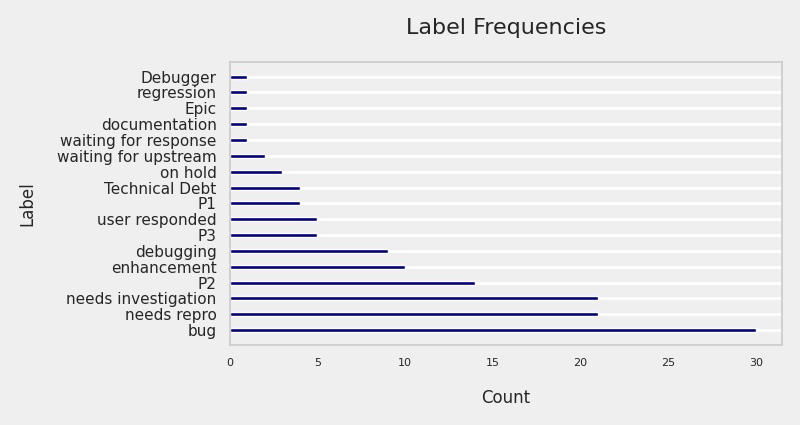 Label Frequencies
Label
Debugger
regression
Epic
documentation
waiting for response
waiting for upstream
on hold
Technical Debt
P1
user responded
P3
debugging
enhancement
P2
needs investigation
needs repro
bug
0 5 10 15 20 25 30
Count